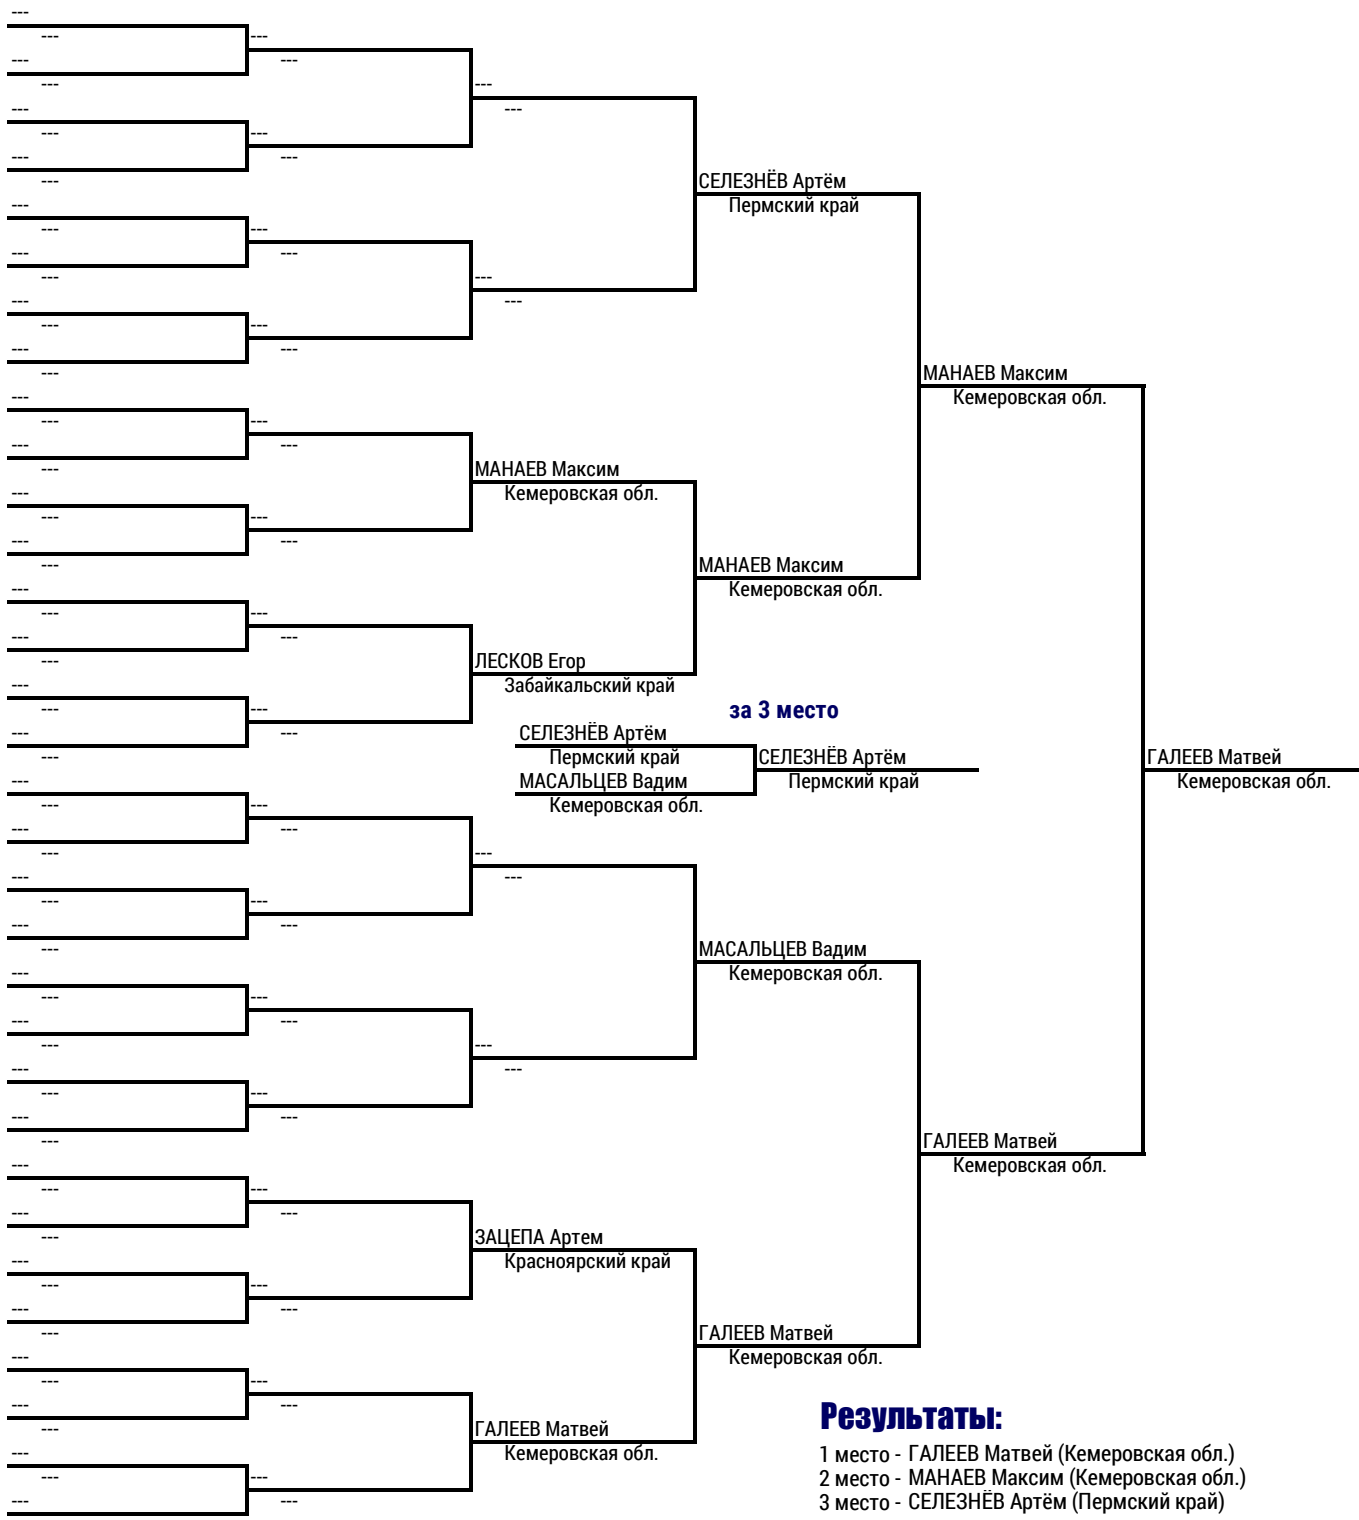 ---
--- ---
--- ---
--- ---
--- ---
--- ---
--- ---
--- СЕЛЕЗНЁВ Артём
--- Пермский край
--- ---
--- ---
--- ---
--- ---
--- ---
--- ---
--- МАНАЕВ Максим
--- Кемеровская обл.
--- ---
--- ---
--- МАНАЕВ Максим
--- Кемеровская обл.
--- ---
--- ---
--- МАНАЕВ Максим
--- Кемеровская обл.
--- ---
--- ---
--- ЛЕСКОВ Егор
--- Забайкальский край
--- --- за 3 место
--- --- СЕЛЕЗНЁВ Артём
--- Пермский край СЕЛЕЗНЁВ Артём ГАЛЕЕВ Матвей
--- МАСАЛЬЦЕВ Вадим Пермский край Кемеровская обл.
--- --- Кемеровская обл.
--- ---
--- ---
--- ---
--- ---
--- ---
--- МАСАЛЬЦЕВ Вадим
--- Кемеровская обл.
--- ---
--- ---
--- ---
--- ---
--- ---
--- ---
--- ГАЛЕЕВ Матвей
--- Кемеровская обл.
--- ---
--- ---
--- ЗАЦЕПА Артем
--- Красноярский край
--- ---
--- ---
--- ГАЛЕЕВ Матвей
--- Кемеровская обл.
--- ---
--- ---
--- ГАЛЕЕВ Матвей
--- Кемеровская обл.
--- ---
--- ---
Результаты:
1 место - ГАЛЕЕВ Матвей (Кемеровская обл.)
2 место - МАНАЕВ Максим (Кемеровская обл.)
3 место - СЕЛЕЗНЁВ Артём (Пермский край)